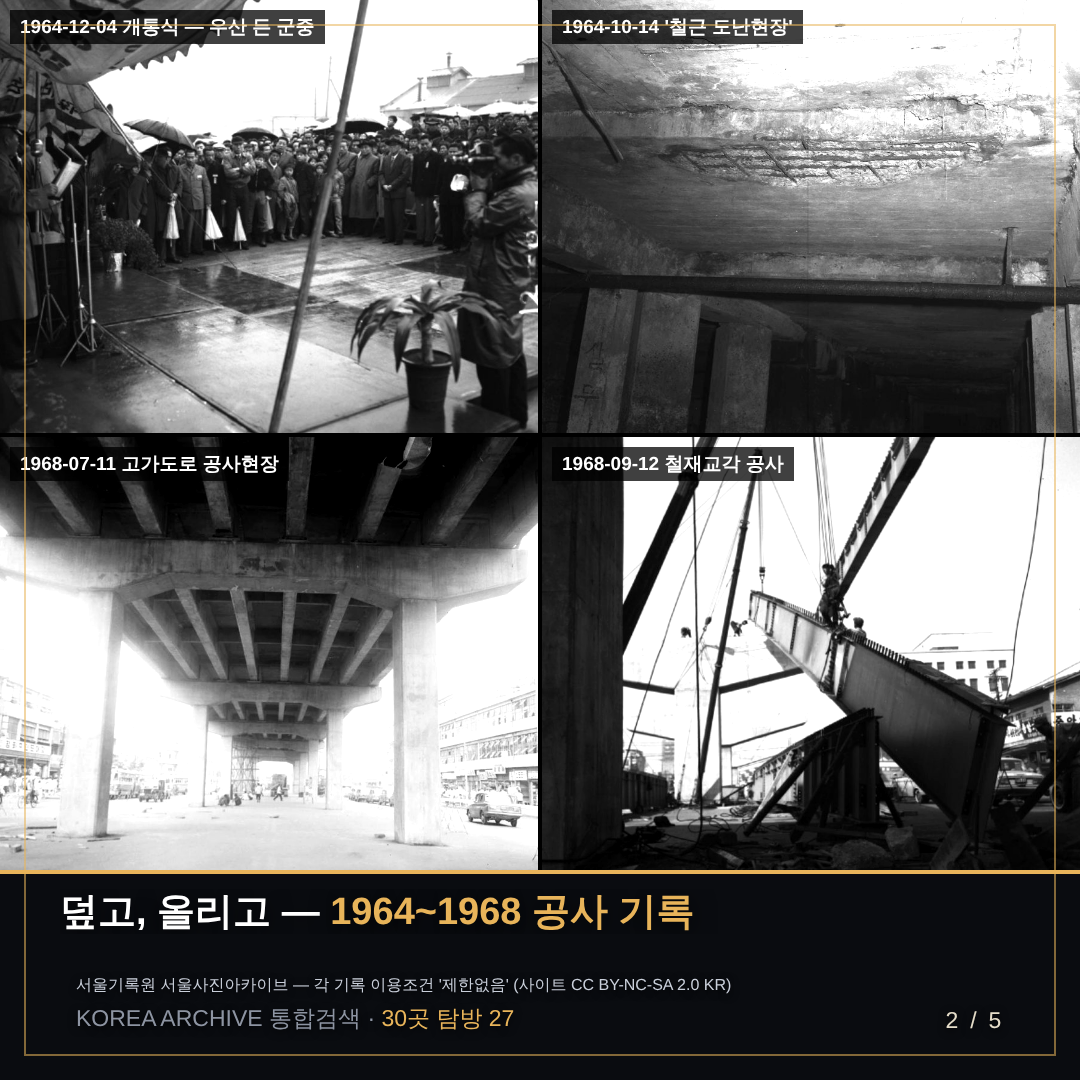 1964-12-04 개통식 — 우산 든 군중
1964-10-14 '철근 도난현장'
1968-07-11 고가도로 공사현장
1968-09-12 철재교각 공사
덮고, 올리고 — 1964~1968 공사 기록
서울기록원 서울사진아카이브 — 각 기록 이용조건 '제한없음' (사이트 CC BY-NC-SA 2.0 KR)
KOREA ARCHIVE 통합검색 · 30곳 탐방 27
2 / 5